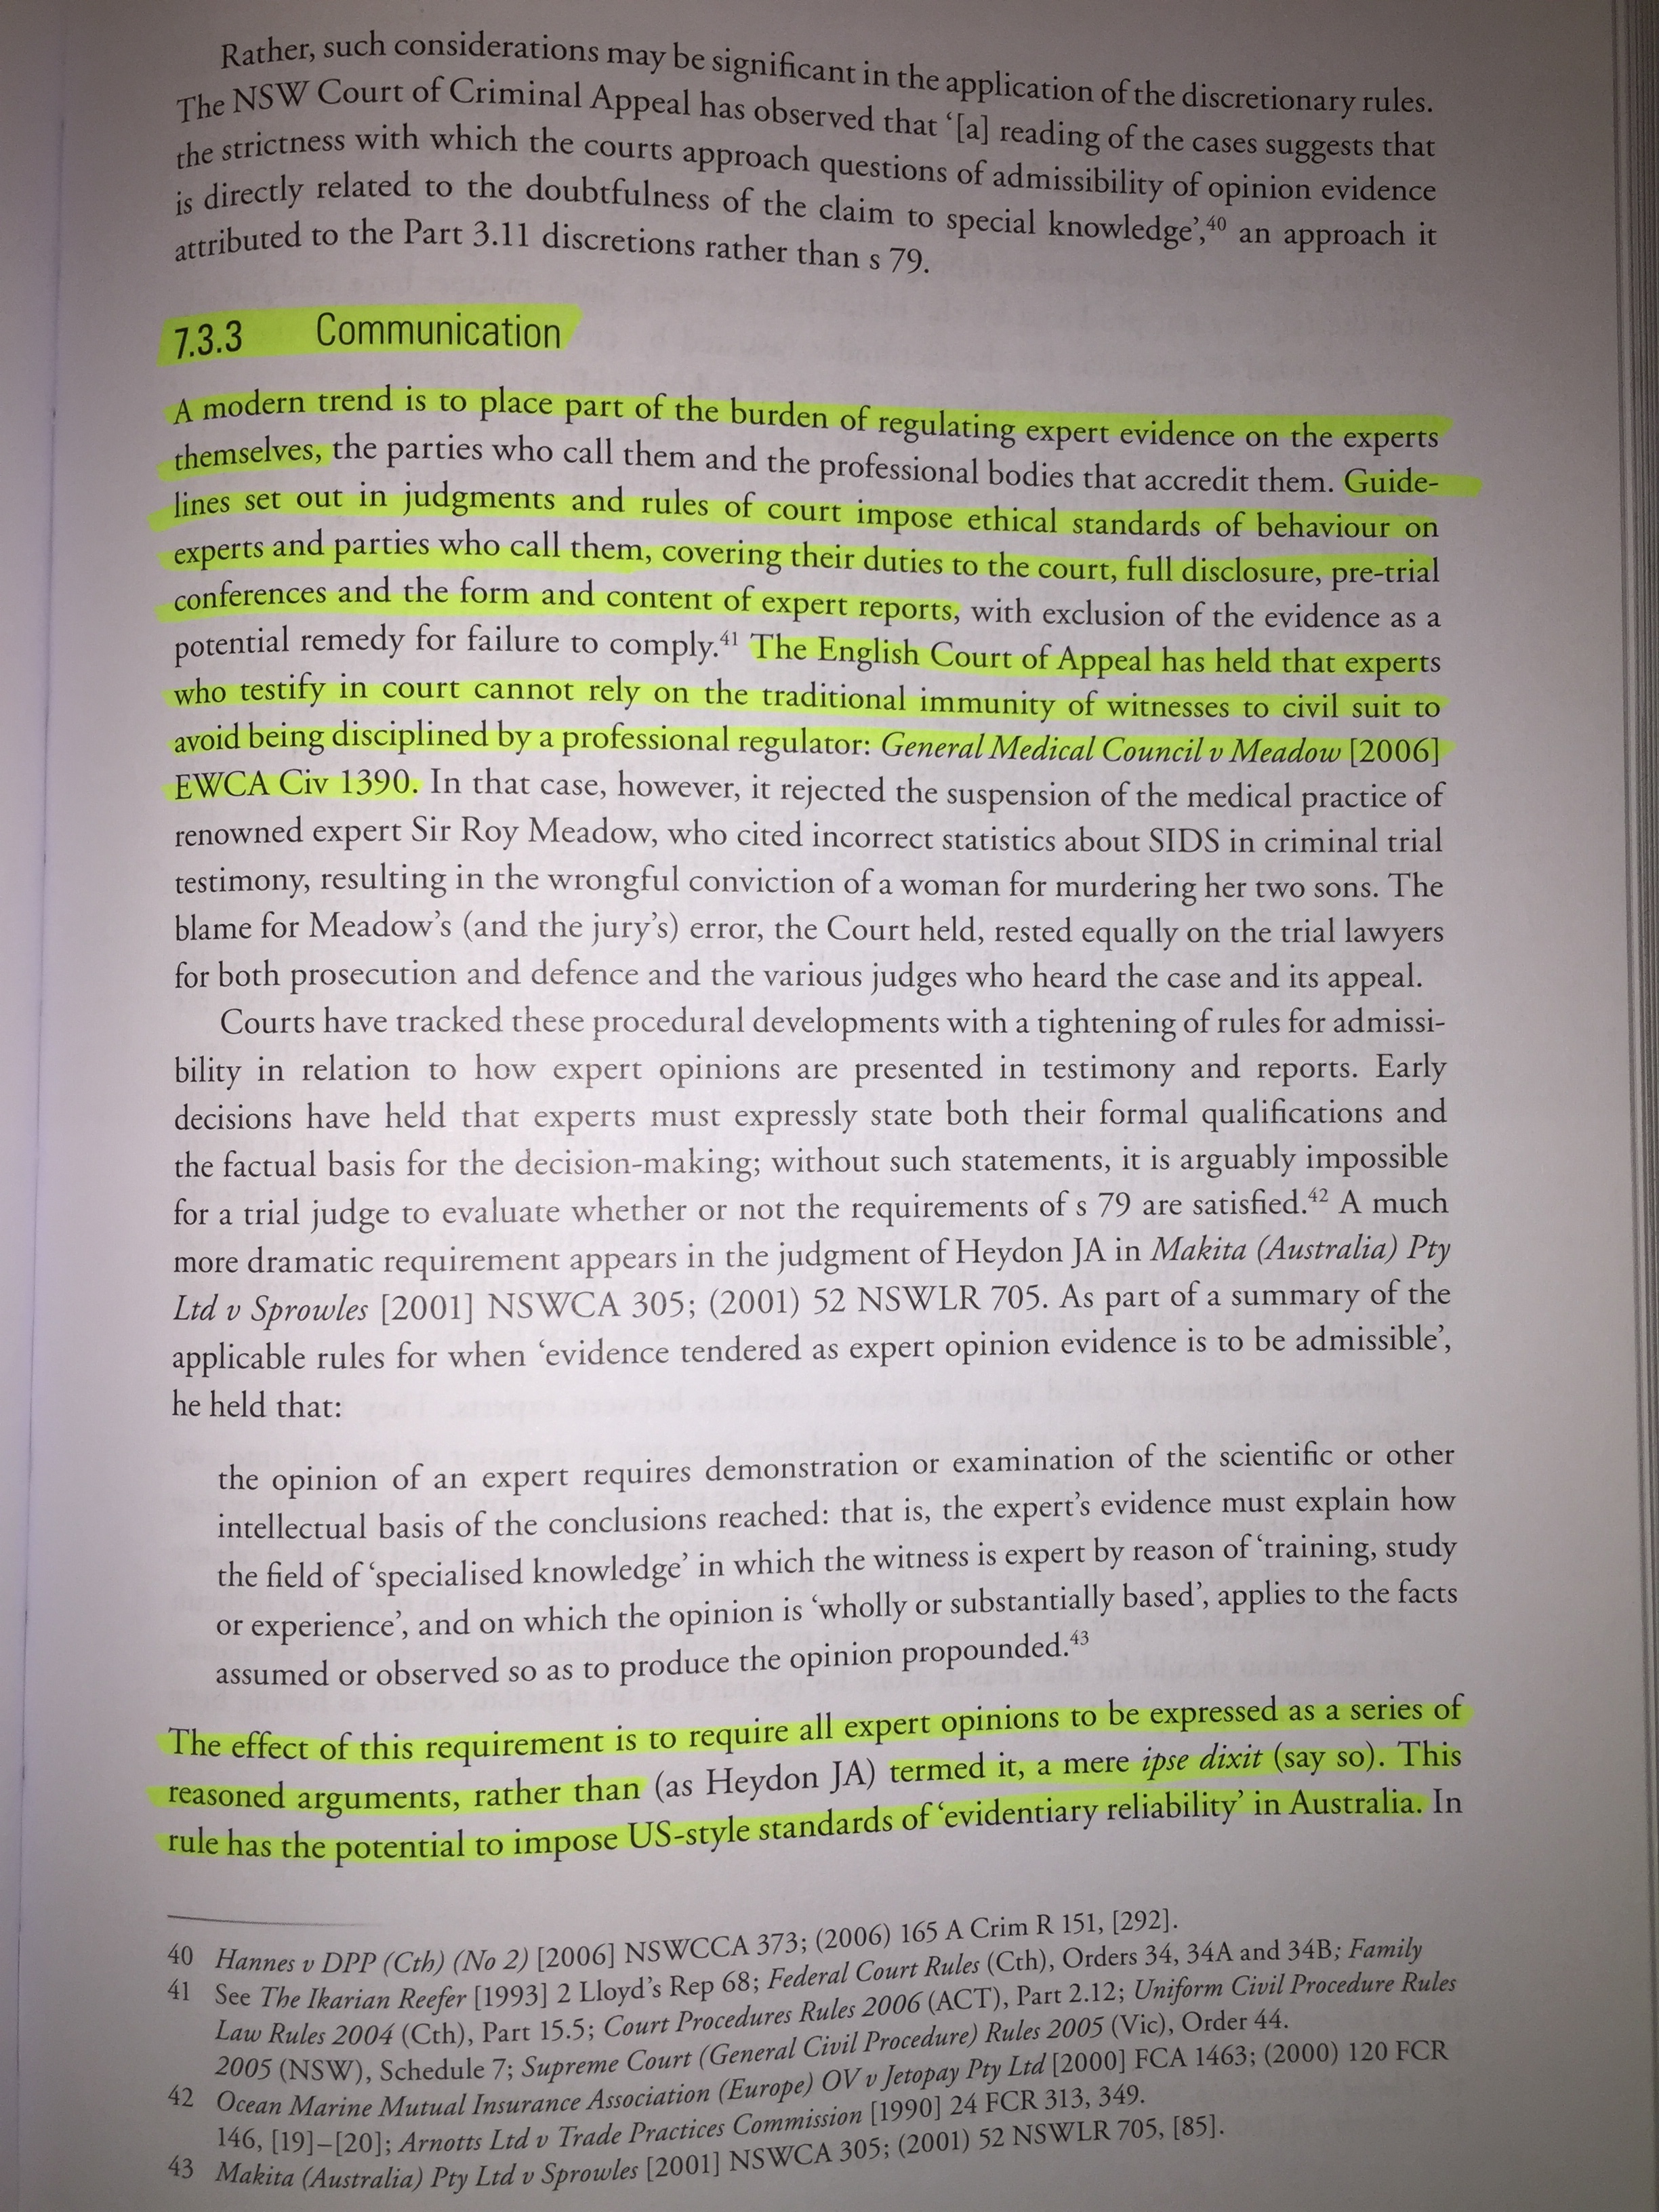 Rather, such considerations may be significant in the application of the discretionary rules.
The NSW Court of Criminal Appeal has observed that ‘[a] reading of the cases suggests that
the strictness with which the courts approach questions of admissibility of opinion evidence
is directly related to the doubtfulness of the claim to special knowledge’,40 an approach it
attributed to the Part 3.11 discretions rather than s 79.
7.3.3 Communication
A modern trend is to place part of the burden of regulating expert evidence on the experts
themselves, the parties who call them and the professional bodies that accredit them. Guide-
lines set out in judgments and rules of court impose ethical standards of behaviour on
experts and parties who call them, covering their duties to the court, full disclosure, pre-trial
conferences and the form and content of expert reports, with exclusion of the evidence as a
potential remedy for failure to comply.41 The English Court of Appeal has held that experts
who testify in court cannot rely on the traditional immunity of witnesses to civil suit to
avoid being disciplined by a professional regulator: General Medical Council v Meadow [2006]
EWCA Civ 1390. In that case, however, it rejected the suspension of the medical practice of
renowned expert Sir Roy Meadow, who cited incorrect statistics about SIDS in criminal trial
testimony, resulting in the wrongful conviction of a woman for murdering her two sons. The
blame for Meadow’s (and the jury’s) error, the Court held, rested equally on the trial lawyers
for both prosecution and defence and the various judges who heard the case and its appeal.
Courts have tracked these procedural developments with a tightening of rules for admissi-
bility in relation to how expert opinions are presented in testimony and reports. Early
decisions have held that experts must expressly state both their formal qualifications and
the factual basis for the decision-making; without such statements, it is arguably impossible
for a trial judge to evaluate whether or not the requirements of s 79 are satisfied.42 A much
more dramatic requirement appears in the judgment of Heydon JA in Makita (Australia) Pty
Ltd v Sprowles [2001] NSWCA 305; (2001) 52 NSWLR 705. As part of a summary of the
applicable rules for when ‘evidence tendered as expert opinion evidence is to be admissible’,
he held that:
the opinion of an expert requires demonstration or examination of the scientific or other
intellectual basis of the conclusions reached: that is, the expert’s evidence must explain how
the field of ‘specialised knowledge’ in which the witness is expert by reason of ‘training, study
or experience’, and on which the opinion is ‘wholly or substantially based’, applies to the facts
assumed or observed so as to produce the opinion propounded.43
The effect of this requirement is to require all expert opinions to be expressed as a series of
reasoned arguments, rather than (as Heydon JA) termed it, a mere ipse dixit (say so). This
rule has the potential to impose US-style standards of ‘evidentiary reliability’ in Australia. In
40 Hannes v DPP (Cth) (No 2) [2006] NSWCCA 373; (2006) 165 A Crim R 151, [292].
41 See The Ikarian Reefer [1993] 2 Lloyd’s Rep 68; Federal Court Rules (Cth), Orders 34, 34A and 34B; Family
Law Rules 2004 (Cth), Part 15.5; Court Procedures Rules 2006 (ACT), Part 2.12; Uniform Civil Procedure Rules
2005 (NSW), Schedule 7; Supreme Court (General Civil Procedure) Rules 2005 (Vic), Order 44.
42 Ocean Marine Mutual Insurance Association (Europe) OV v Jetopay Pty Ltd [2000] FCA 1463; (2000) 120 FCR
146, [19]–[20]; Arnotts Ltd v Trade Practices Commission [1990] 24 FCR 313, 349.
43 Makita (Australia) Pty Ltd v Sprowles [2001] NSWCA 305; (2001) 52 NSWLR 705, [85].